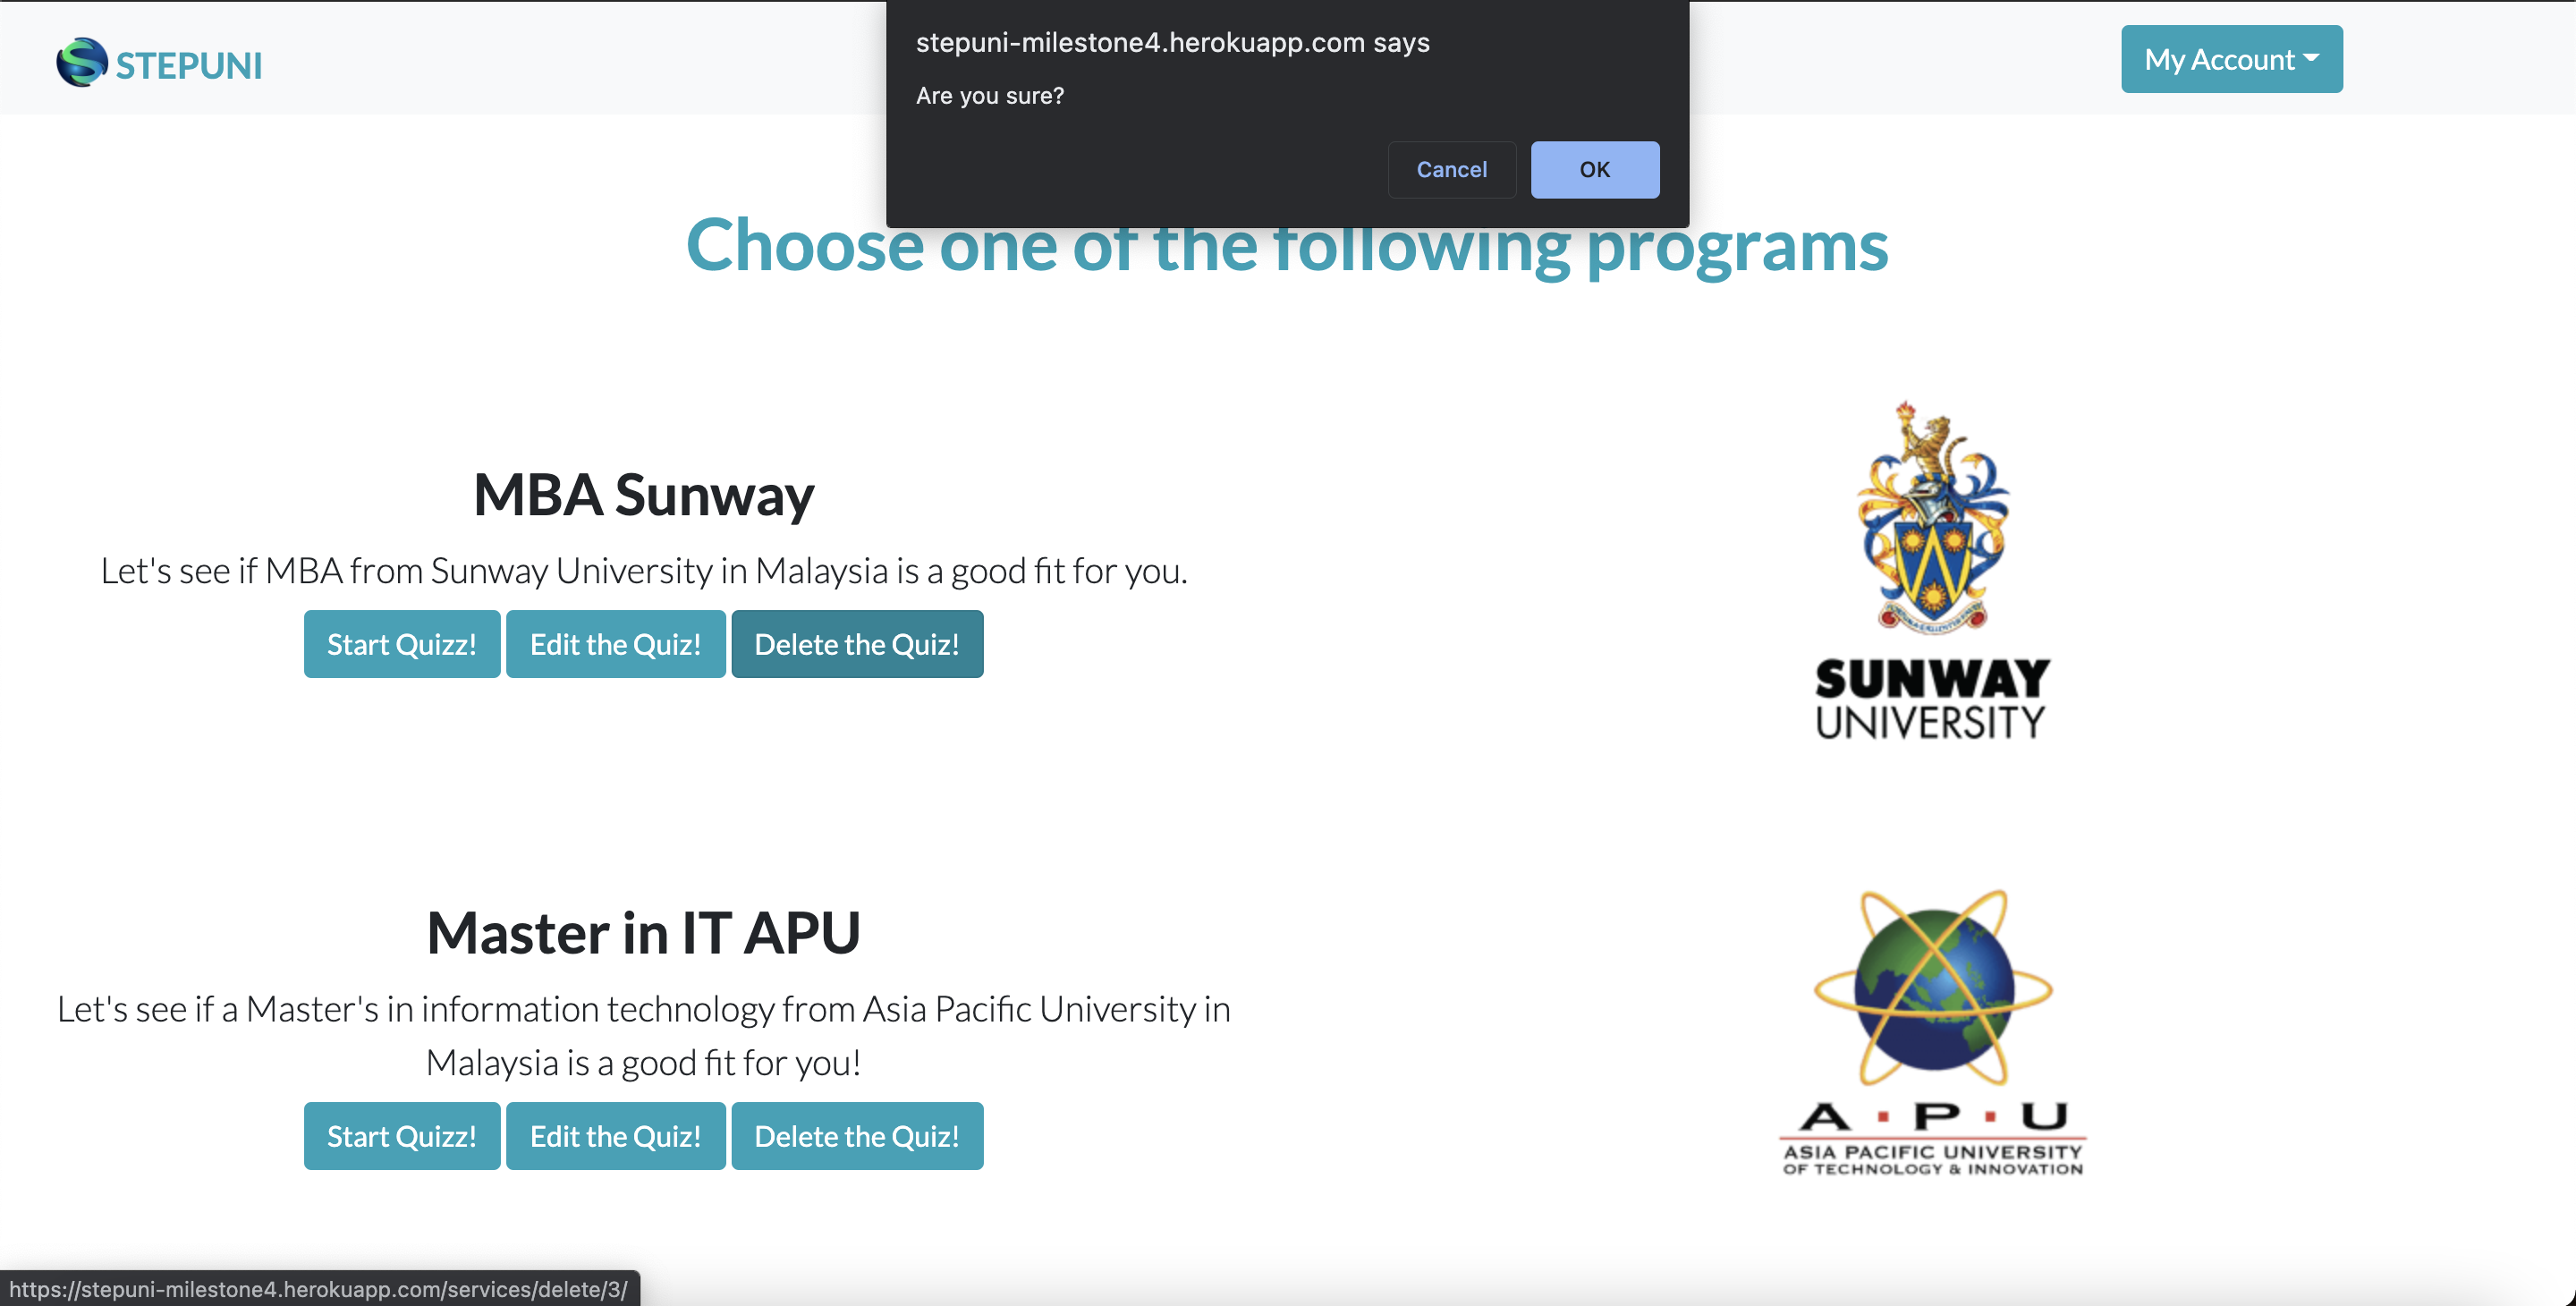 stepuni-milestone4.herokuapp.com says
Are you sure?
Cancel
OK
STEPUNI
My Account
Choose one of the following programs
MBA Sunway
Let's see if MBA from Sunway University in Malaysia is a good fit for you.
Start Quizz!
Edit the Quiz!
Delete the Quiz!
SUNWAY
UNIVERSITY
Master in IT APU
Let's see if a Master's in information technology from Asia Pacific University in
Malaysia is a good fit for you!
Start Quizz!
Edit the Quiz!
Delete the Quiz!
A · P · U
ASIA PACIFIC UNIVERSITY
OF TECHNOLOGY & INNOVATION
https://stepuni-milestone4.herokuapp.com/services/delete/3/